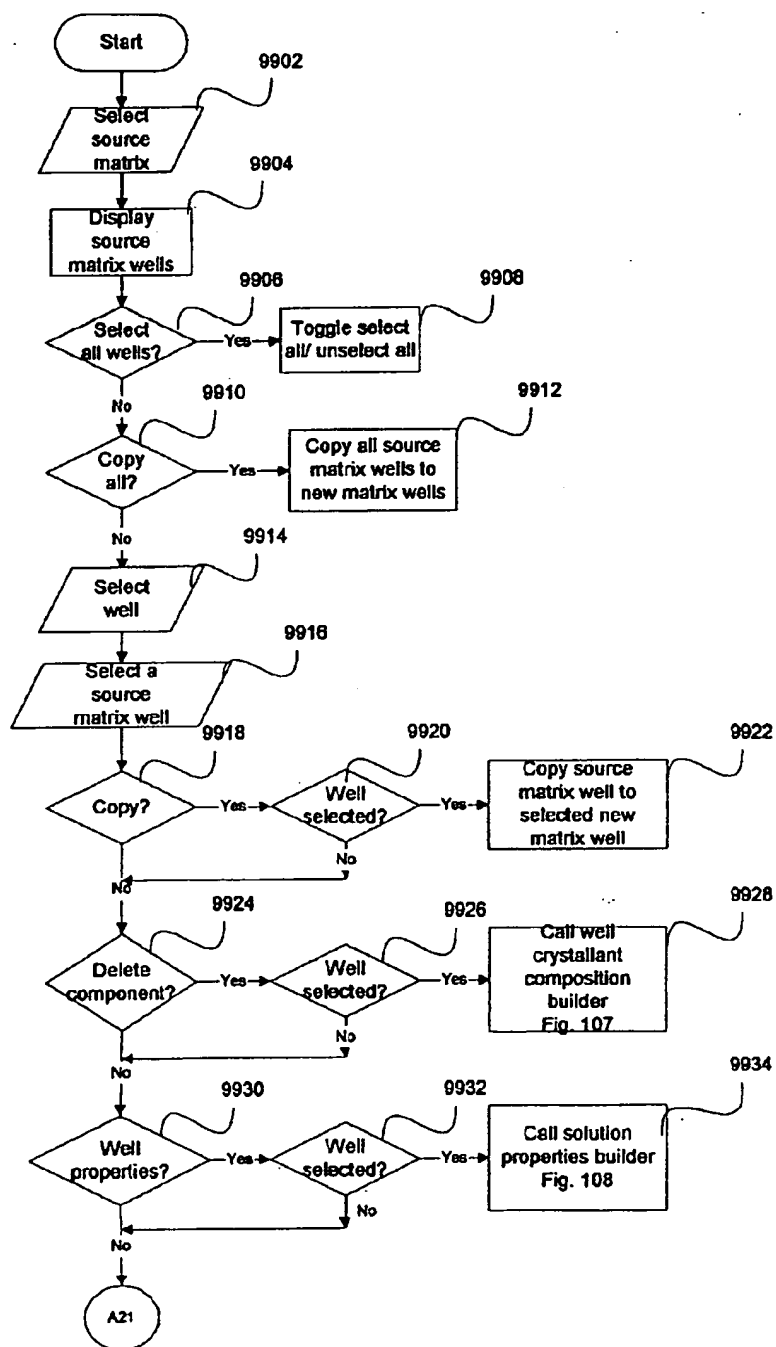 Start
9902
Select
source
matrix
9904
Display
source
matrix wells
9906
Select
all wells?
Yes
9908
Toggle select
all/ unselect all
No
9910
Copy
all?
Yes
9912
Copy all source
matrix wells to
new matrix wells
No
9914
Select
well
9916
Select a
source
matrix well
9918
Copy?
Yes
9920
Well
selected?
Yes
9922
Copy source
matrix well to
selected new
matrix well
No
No
9924
Delete
component?
Yes
9926
Well
selected?
Yes
9928
Call well
crystallant
composition
builder
Fig. 107
No
No
9930
Well
properties?
Yes
9932
Well
selected?
Yes
9934
Call solution
properties builder
Fig. 108
No
No
A21